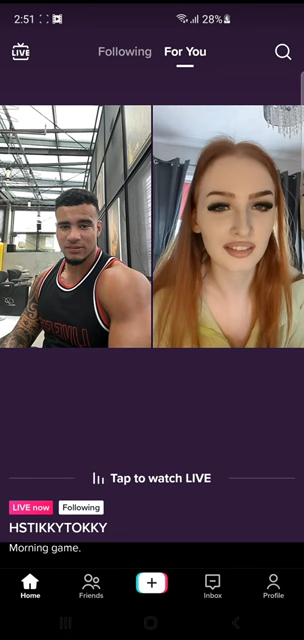 2:51 28%
LIVE Following For You
Tap to watch LIVE
LIVE now Following
HSTIKKYTOKKY
Morning game.
Home Friends Inbox Profile